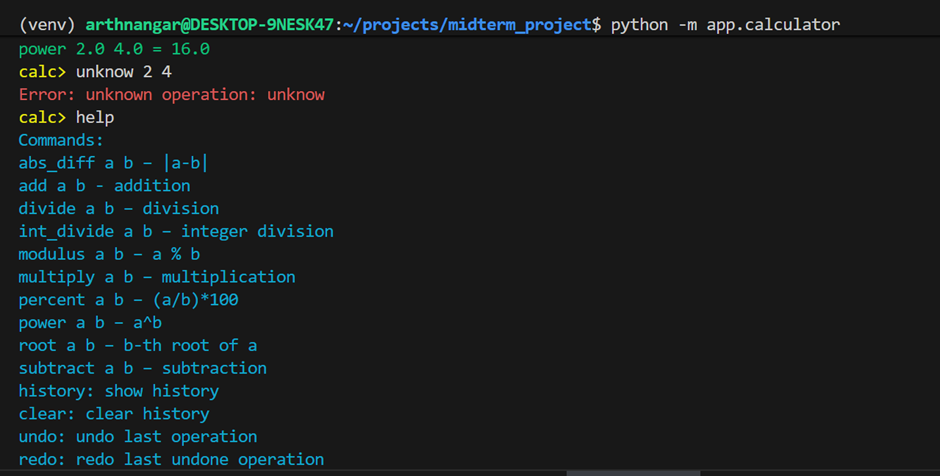 (venv) arthnangar@DESKTOP-9NESK47:~/projects/midterm_project$ python -m app.calculator
power 2.0 4.0 = 16.0
calc> unknow 2 4
Error: unknown operation: unknow
calc> help
Commands:
abs_diff a b – |a-b|
add a b - addition
divide a b – division
int_divide a b – integer division
modulus a b – a % b
multiply a b – multiplication
percent a b – (a/b)*100
power a b – a^b
root a b – b-th root of a
subtract a b – subtraction
history: show history
clear: clear history
undo: undo last operation
redo: redo last undone operation